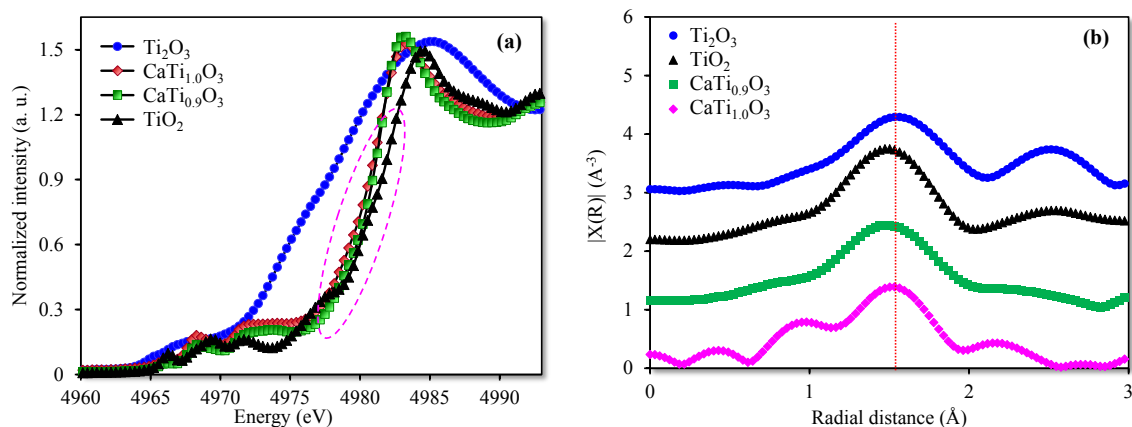 (a)
Normalized intensity (a. u.)
1.5
1.2
0.9
0.6
0.3
0
Ti₂O₃
CaTi₁.₀O₃
CaTi₀.₉O₃
TiO₂
4960 4965 4970 4975 4980 4985 4990
Energy (eV)
(b)
|X(R)| (A⁻³)
6
5
4
3
2
1
0
Ti₂O₃
TiO₂
CaTi₀.₉O₃
CaTi₁.₀O₃
0 1 2 3
Radial distance (Å)